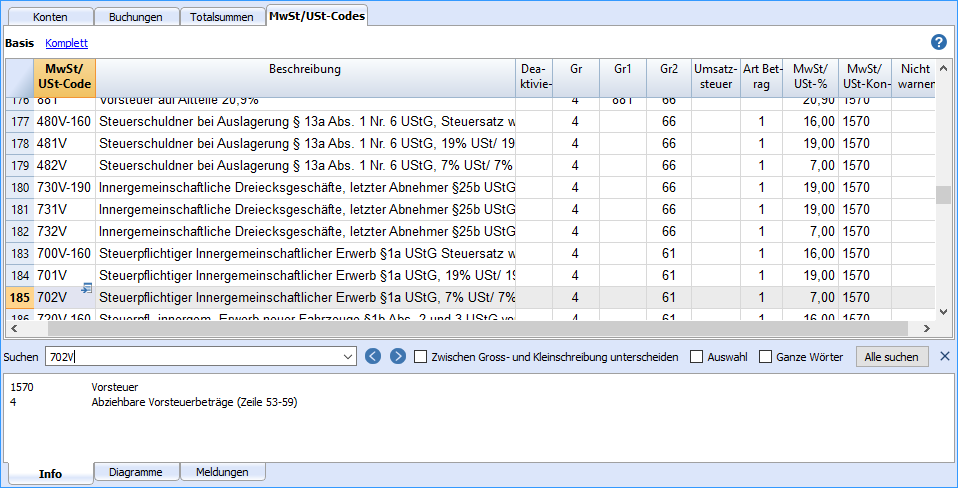 Konten Buchungen Totalsummen MwSt/USt-Codes
Basis Komplett ?
MwSt/ USt-Code Beschreibung Dea- ktivie- Gr Gr1 Gr2 Umsatz- steuer Art Bet- rag MwSt/ USt-% MwSt/ USt-Kon- Nicht warnen
176 881 Vorsteuer auf Altteile 20,9% 4 881 66 20,90 1570
177 480V-160 Steuerschuldner bei Auslagerung § 13a Abs. 1 Nr. 6 UStG, Steuersatz w 4 66 1 16,00 1570
178 481V Steuerschuldner bei Auslagerung § 13a Abs. 1 Nr. 6 UStG, 19% USt/ 19 4 66 1 19,00 1570
179 482V Steuerschuldner bei Auslagerung § 13a Abs. 1 Nr. 6 UStG, 7% USt/ 7% 4 66 1 7,00 1570
180 730V-190 Innergemeinschaftliche Dreiecksgeschäfte, letzter Abnehmer §25b UStG 4 66 1 19,00 1570
181 731V Innergemeinschaftliche Dreiecksgeschäfte, letzter Abnehmer §25b UStG 4 66 1 19,00 1570
182 732V Innergemeinschaftliche Dreiecksgeschäfte, letzter Abnehmer §25b UStG 4 66 1 7,00 1570
183 700V-160 Steuerpflichtiger Innergemeinschaftlicher Erwerb §1a UStG Steuersatz w 4 61 1 16,00 1570
184 701V Steuerpflichtiger Innergemeinschaftlicher Erwerb §1a UStG, 19% USt/ 19 4 61 1 19,00 1570
185 702V Steuerpflichtiger Innergemeinschaftlicher Erwerb §1a UStG, 7% USt/ 7% 4 61 1 7,00 1570
186 720V-160 Steuerpfl. innergem. Erwerb neuer Fahrzeuge §1b Abs. 2 und 3 UStG vo 4 61 1 16,00 1570
Suchen 702V Zwischen Gross- und Kleinschreibung unterscheiden Auswahl Ganze Wörter Alle suchen
1570 Vorsteuer
4 Abziehbare Vorsteuerbeträge (Zeile 53-59)
Info Diagramme Meldungen